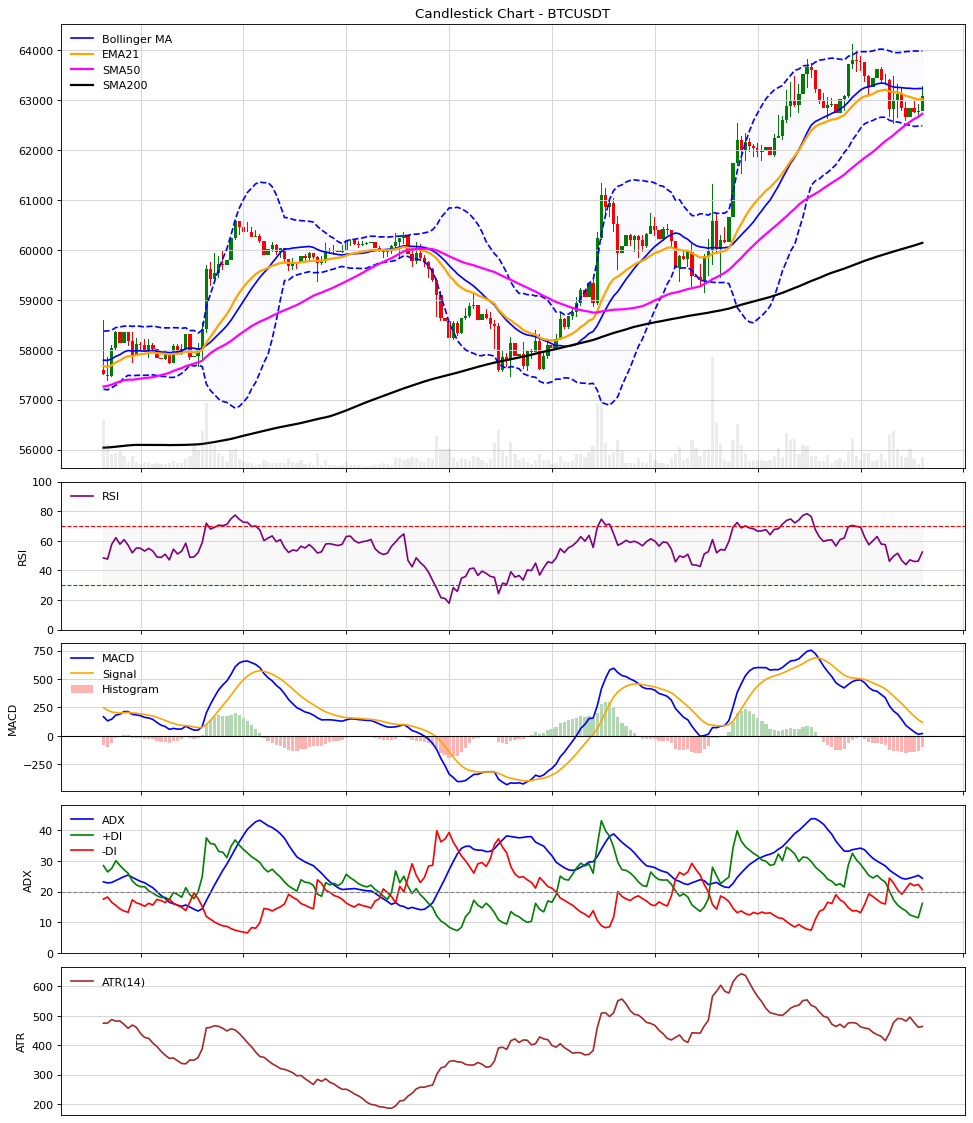 Candlestick Chart - BTCUSDT
Bollinger MA
EMA21
SMA50
SMA200
64000
63000
62000
61000
60000
59000
58000
57000
56000
RSI
RSI
100
80
60
40
20
0
MACD
Signal
Histogram
MACD
750
500
250
0
−250
ADX
+DI
-DI
ADX
40
30
20
10
0
ATR(14)
ATR
600
500
400
300
200